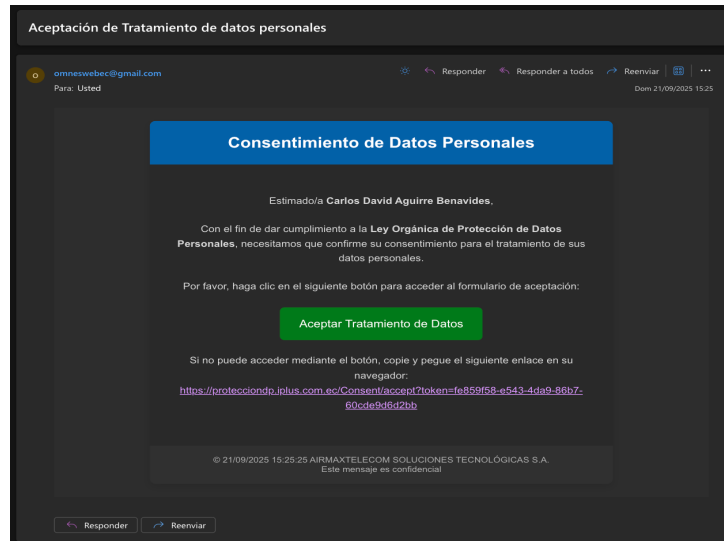 Aceptación de Tratamiento de datos personales
O
omneswebec@gmail.com
Para: Usted
Responder
Responder a todos
Reenviar
Dom 21/09/2025 15:25
Consentimiento de Datos Personales
Estimado/a Carlos David Aguirre Benavides,
Con el fin de dar cumplimiento a la Ley Orgánica de Protección de Datos
Personales, necesitamos que confirme su consentimiento para el tratamiento de sus
datos personales.
Por favor, haga clic en el siguiente botón para acceder al formulario de aceptación:
Aceptar Tratamiento de Datos
Si no puede acceder mediante el botón, copie y pegue el siguiente enlace en su
navegador:
https://protecciondp.iplus.com.ec/Consent/accept?token=fe859f58-e543-4da9-86b7-
60cde9d6d2bb
© 21/09/2025 15:25:25 AIRMAXTELECOM SOLUCIONES TECNOLÓGICAS S.A.
Este mensaje es confidencial
Responder
Reenviar